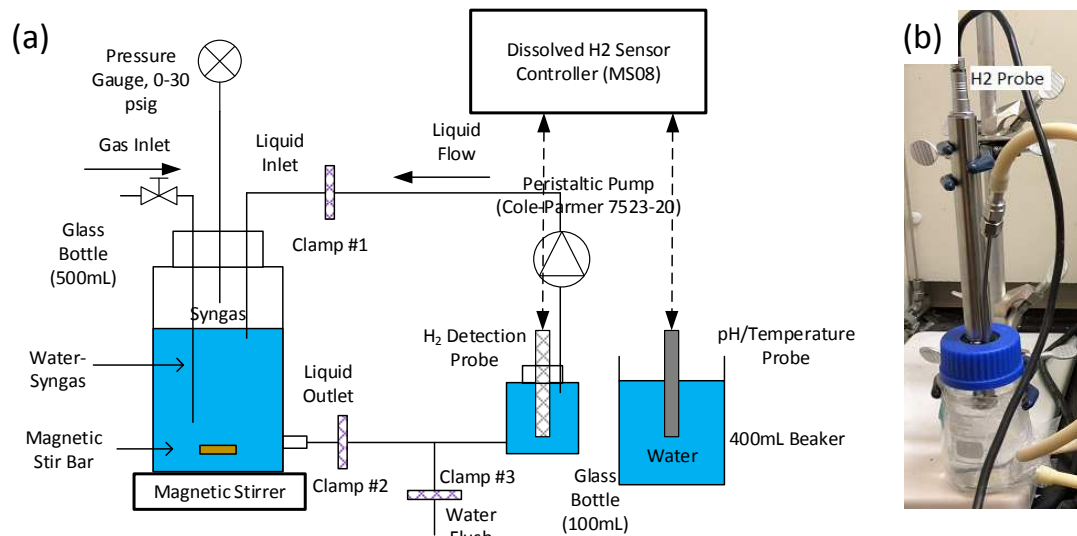 (a)
Pressure
Gauge, 0-30
psig
Gas Inlet
Liquid
Inlet
Liquid
Flow
Dissolved H2 Sensor
Controller (MS08)
Peristaltic Pump
(Cole-Parmer 7523-20)
Clamp #1
Glass
Bottle
(500mL)
Syngas
Water-
Syngas
Magnetic
Stir Bar
Magnetic Stirrer
Liquid
Outlet
Clamp #2
Clamp #3
Water
H₂ Detection
Probe
Glass
Bottle
(100mL)
pH/Temperature
Probe
400mL Beaker
Water
(b)
H2 Probe